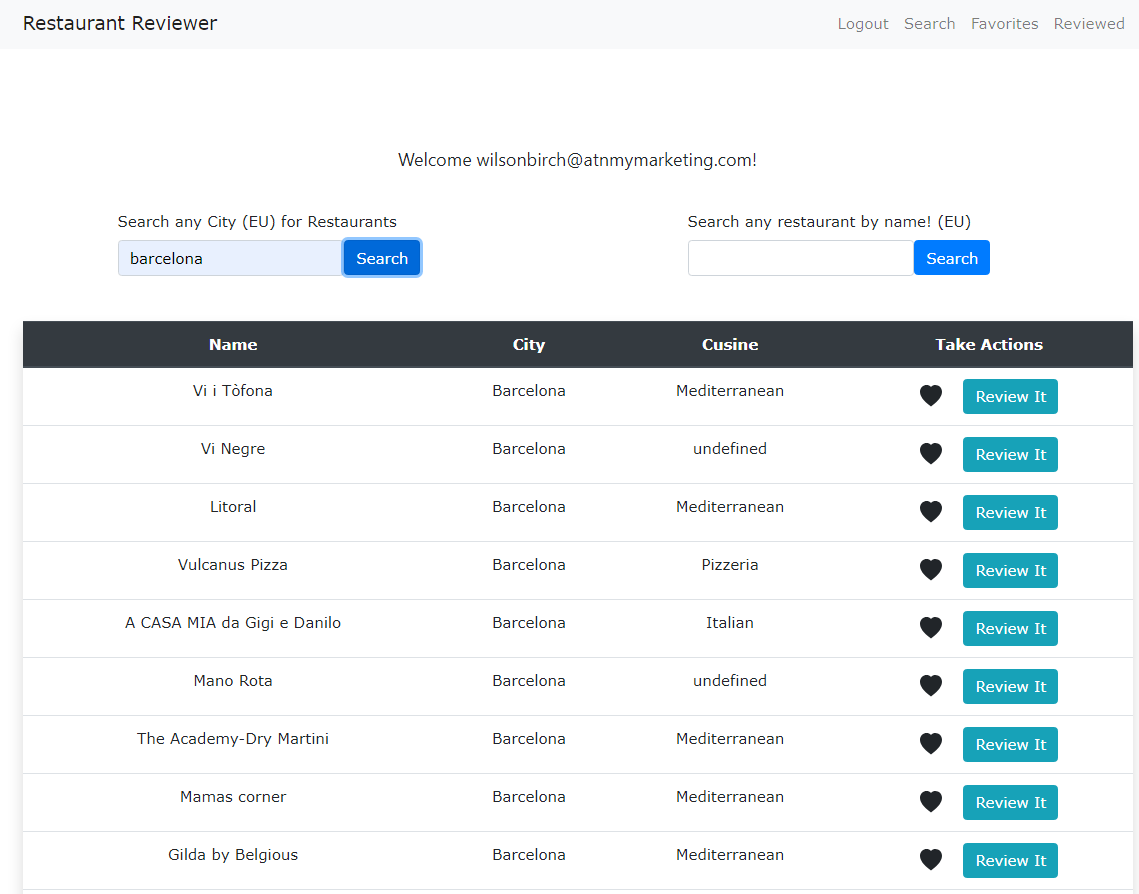 Restaurant Reviewer
Logout Search Favorites Reviewed
Welcome wilsonbirch@atnmymarketing.com!
Search any City (EU) for Restaurants
barcelona Search
Search any restaurant by name! (EU)
Search
Name City Cusine Take Actions
Vi i Tòfona Barcelona Mediterranean Review It
Vi Negre Barcelona undefined Review It
Litoral Barcelona Mediterranean Review It
Vulcanus Pizza Barcelona Pizzeria Review It
A CASA MIA da Gigi e Danilo Barcelona Italian Review It
Mano Rota Barcelona undefined Review It
The Academy-Dry Martini Barcelona Mediterranean Review It
Mamas corner Barcelona Mediterranean Review It
Gilda by Belgious Barcelona Mediterranean Review It